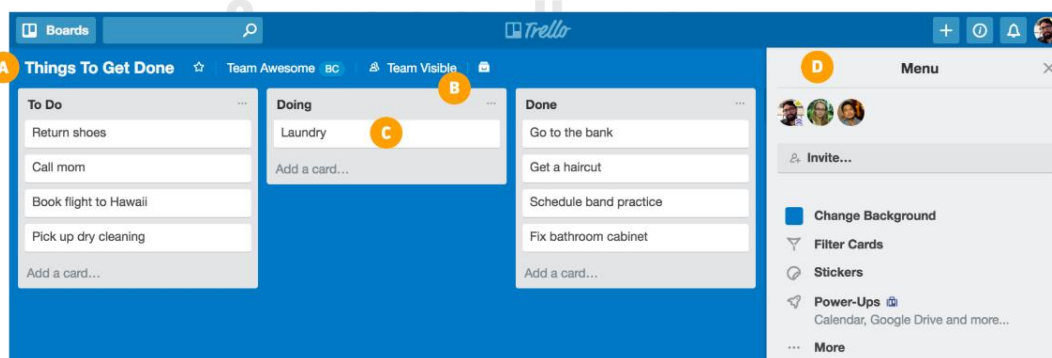 Boards
Trello
A Things To Get Done Team Awesome BC Team Visible
B
To Do
Return shoes
Call mom
Book flight to Hawaii
Pick up dry cleaning
Add a card...
Doing
Laundry C
Add a card...
Done
Go to the bank
Get a haircut
Schedule band practice
Fix bathroom cabinet
Add a card...
D Menu
Invite...
Change Background
Filter Cards
Stickers
Power-Ups
Calendar, Google Drive and more...
More